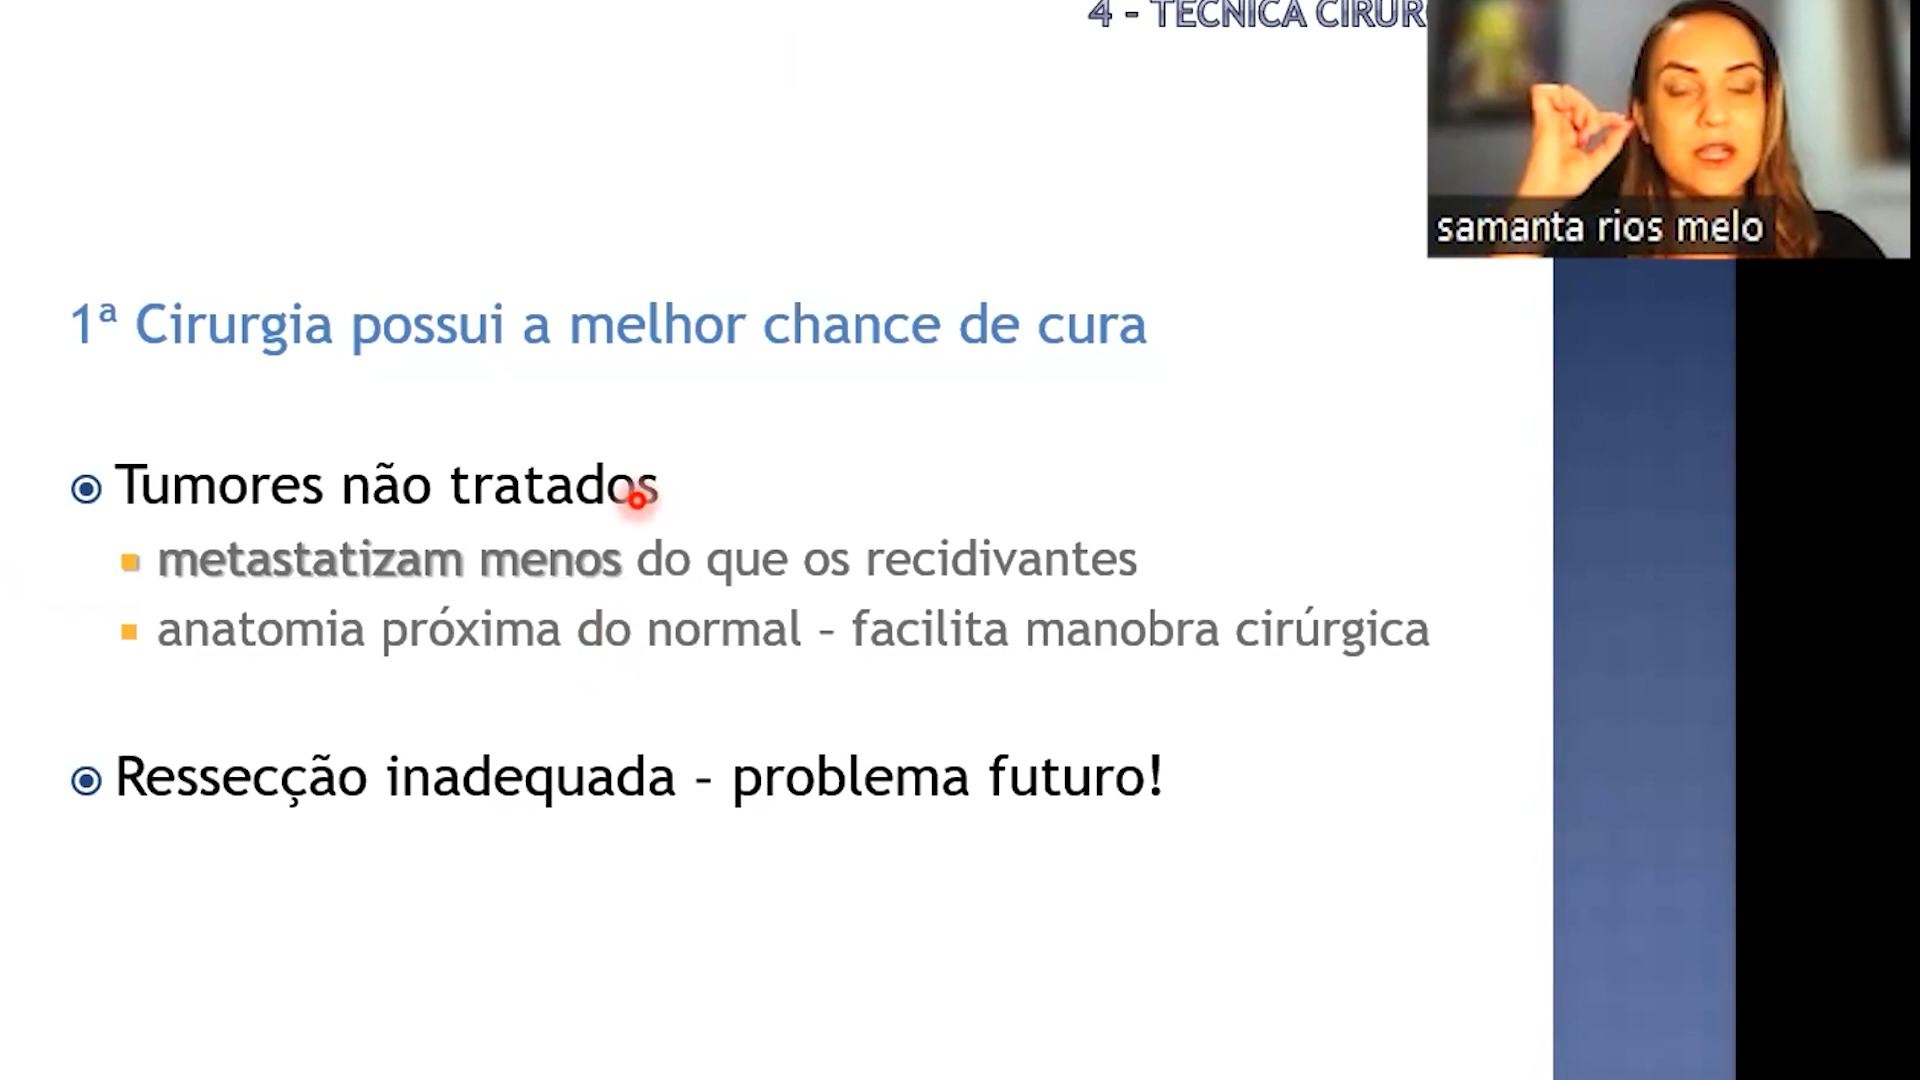 4 - TÉCNICA
samanta rios melo
1ª Cirurgia possui a melhor chance de cura
Tumores não tratados
metastatizam menos do que os recidivantes
anatomia próxima do normal – facilita manobra cirúrgica
Ressecção inadequada – problema futuro!